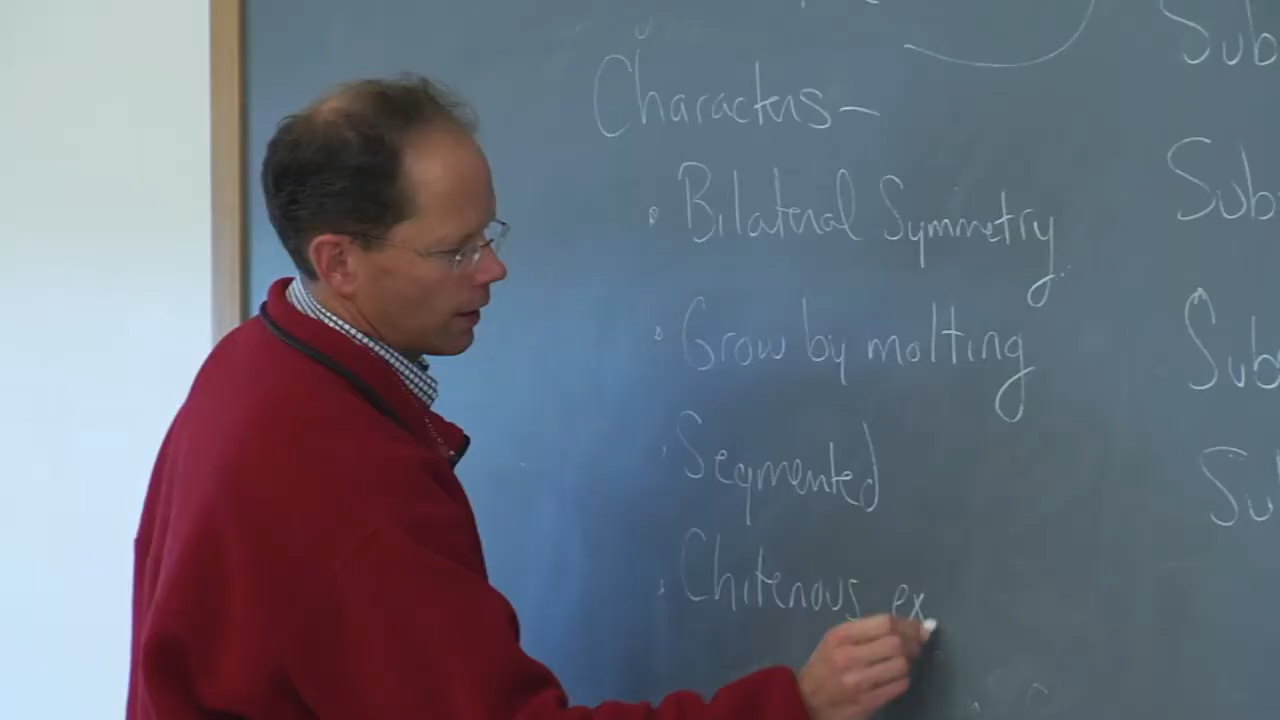 Characters-
• Bilateral Symmetry
• Grow by molting
• Segmented
• Chitenous ex
Sub
Sub
Sub
Su